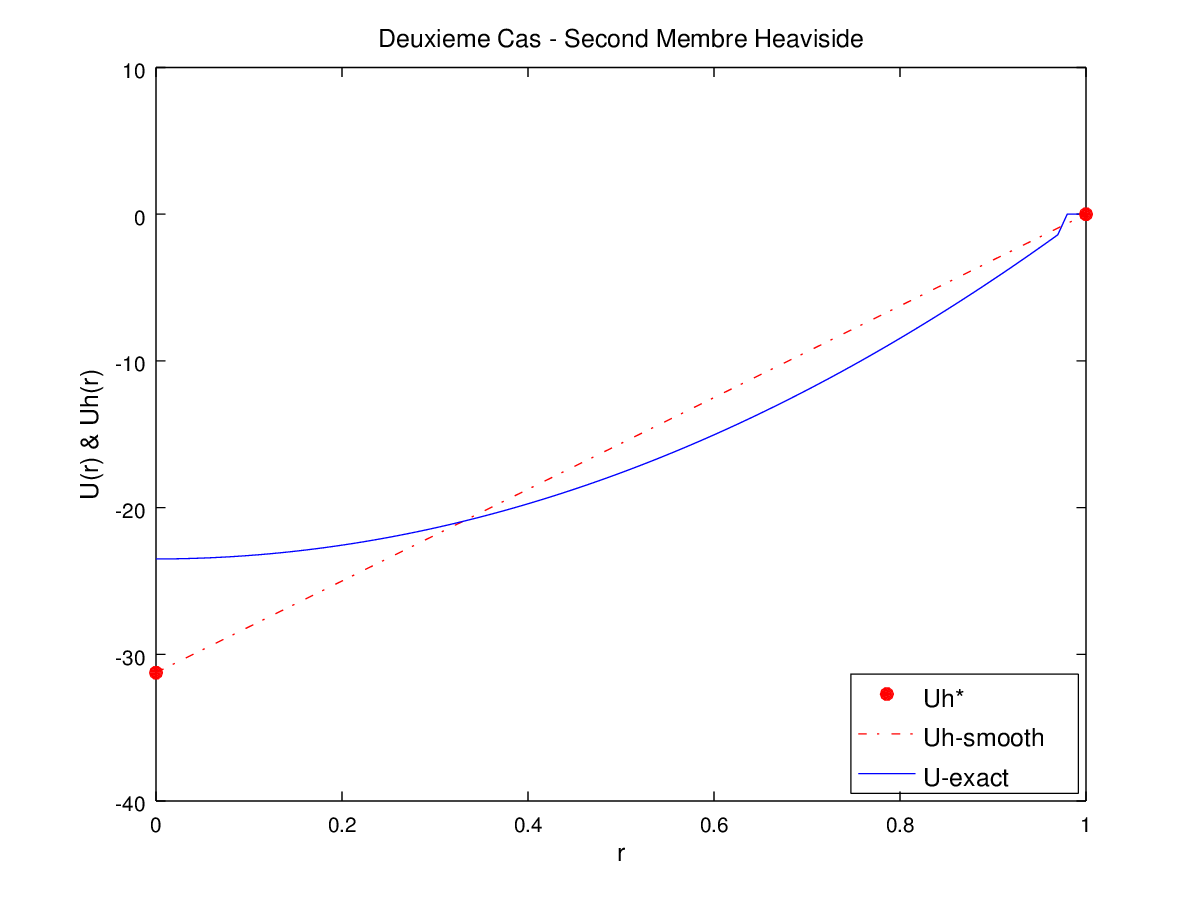 Deuxieme Cas - Second Membre Heaviside
10
0
-10
-20
-30
-40
U(r) & Uh(r)
0 0.2 0.4 0.6 0.8 1
r
Uh*
Uh-smooth
U-exact